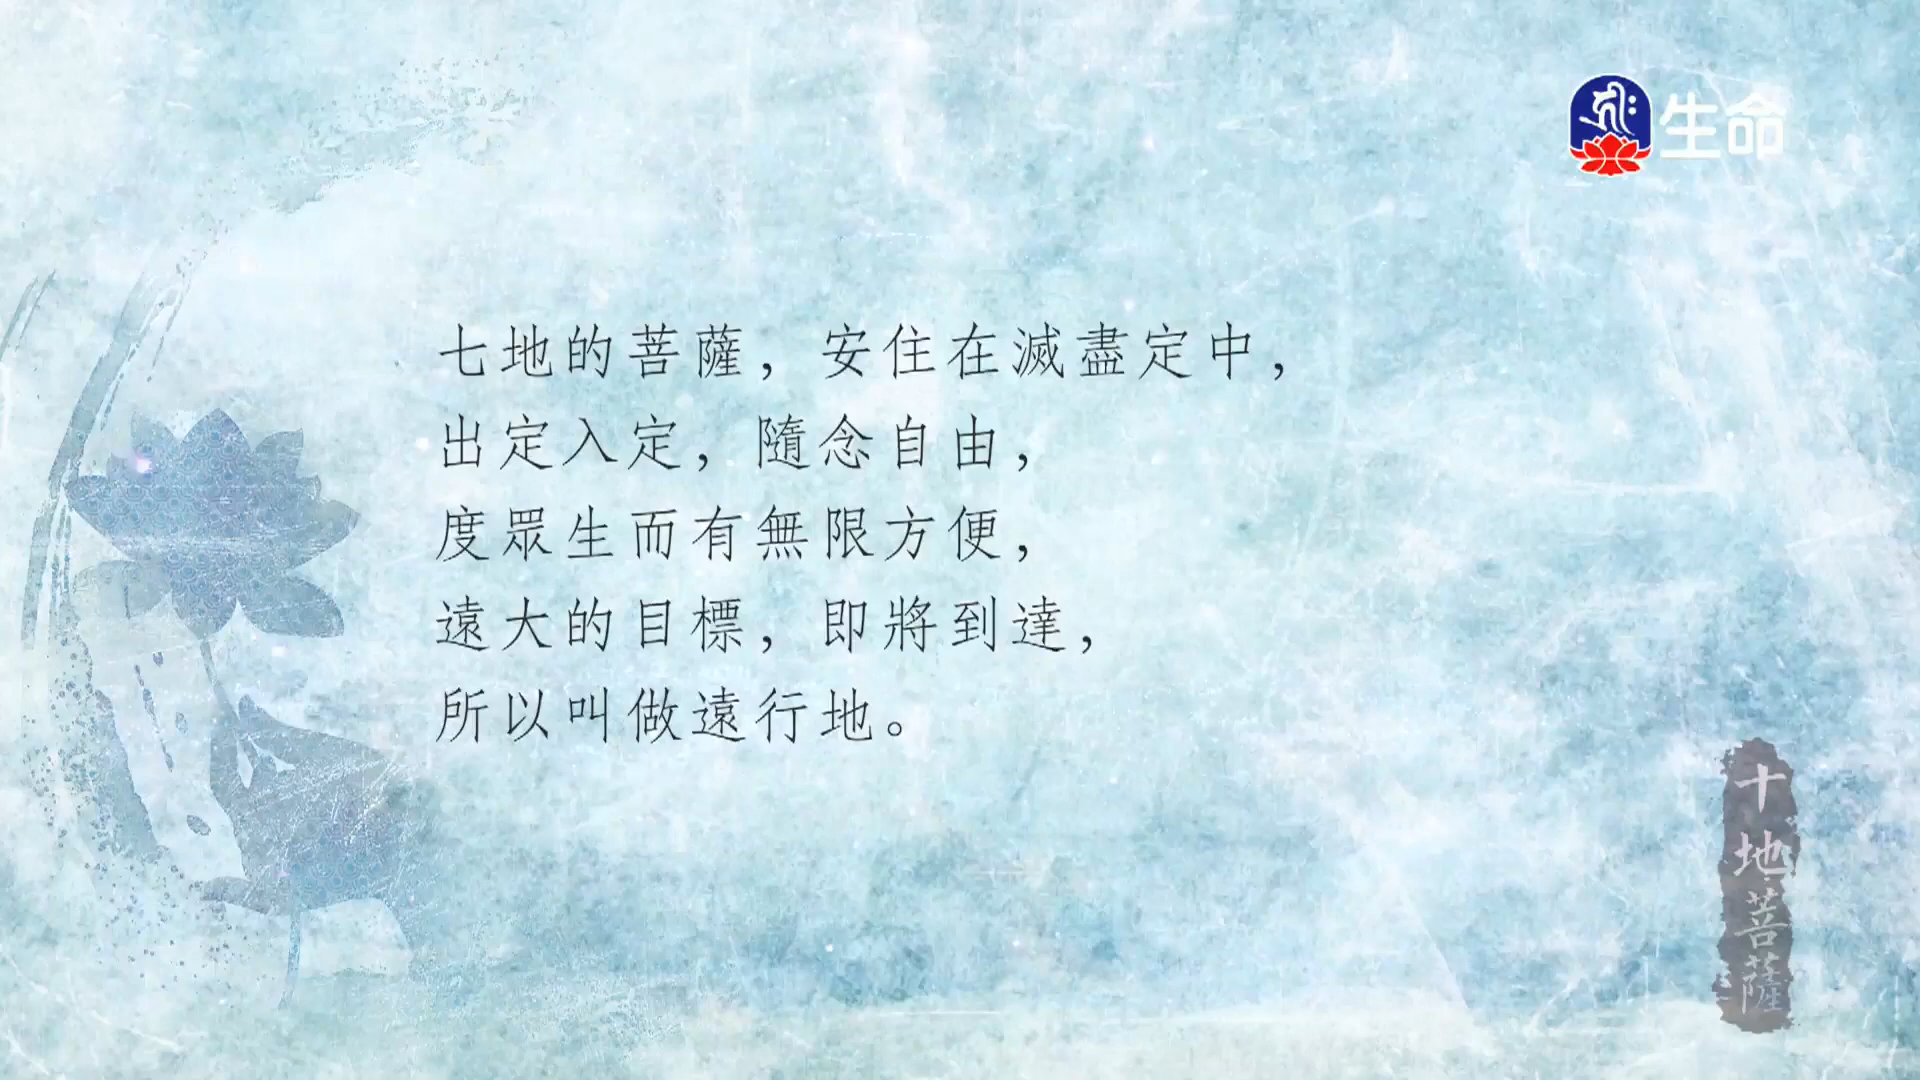 生命
七地的菩薩，安住在滅盡定中，
出定入定，隨念自由，
度眾生而有無限方便，
遠大的目標，即將到達，
所以叫做遠行地。
十地菩薩